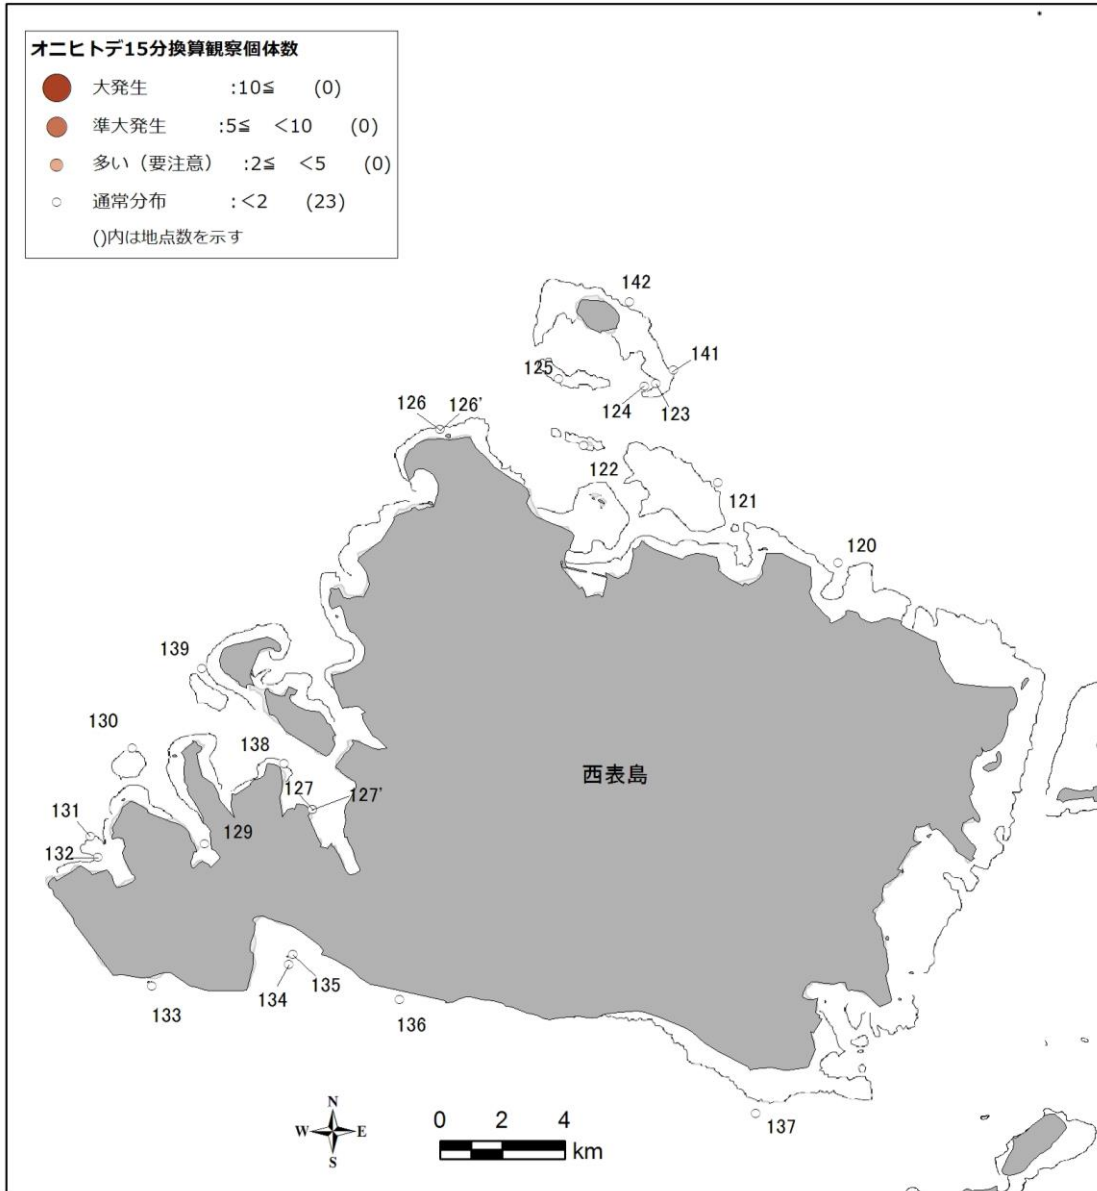 オニヒトデ15分換算観察個体数
大発生 :10≦ (0)
準大発生 :5≦ <10 (0)
多い（要注意） :2≦ <5 (0)
通常分布 :<2 (23)
()内は地点数を示す
142
141
125
124
123
126
126'
122
121
120
139
130
138
西表島
127
127'
131
129
132
135
134
133
136
N
W
E
S
0 2 4
km
137